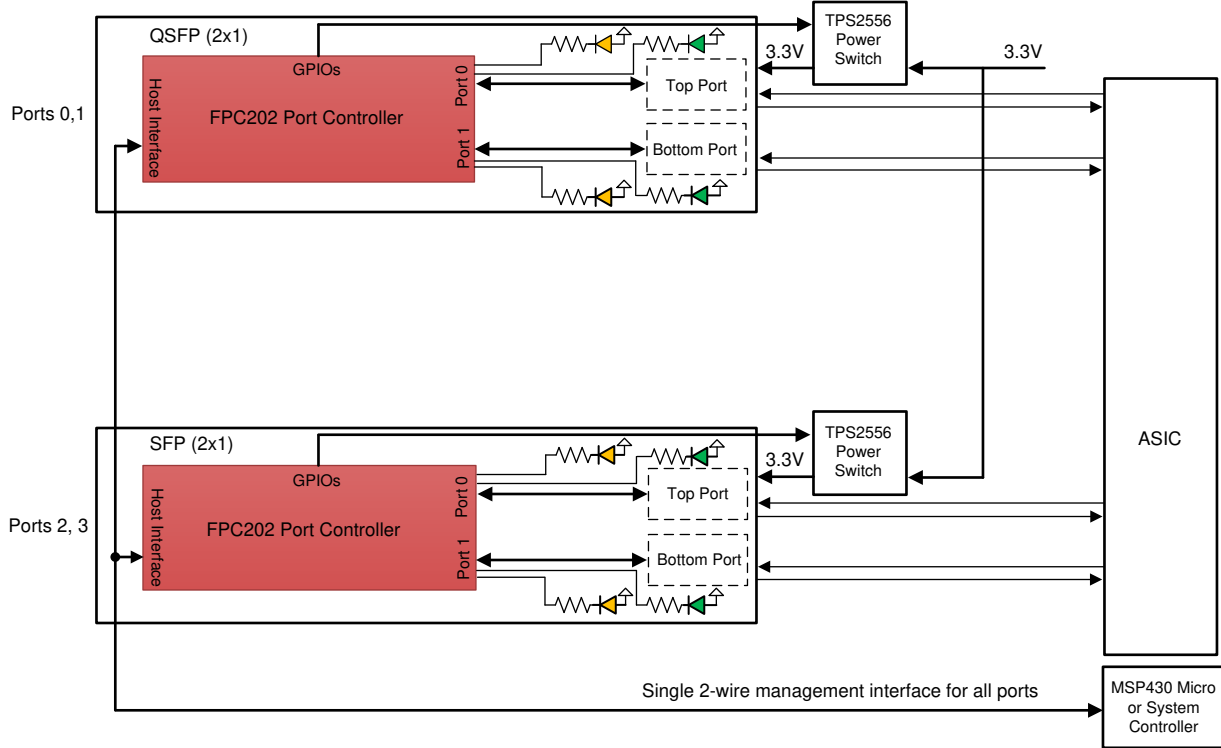 QSFP (2x1)
GPIOs
Host Interface
FPC202 Port Controller
Port 0
Port 1
Top Port
Bottom Port
Ports 0,1
TPS2556
Power
Switch
3.3V
3.3V
ASIC
SFP (2x1)
GPIOs
Host Interface
FPC202 Port Controller
Port 0
Port 1
Top Port
Bottom Port
Ports 2, 3
TPS2556
Power
Switch
3.3V
Single 2-wire management interface for all ports
MSP430 Micro
or System
Controller